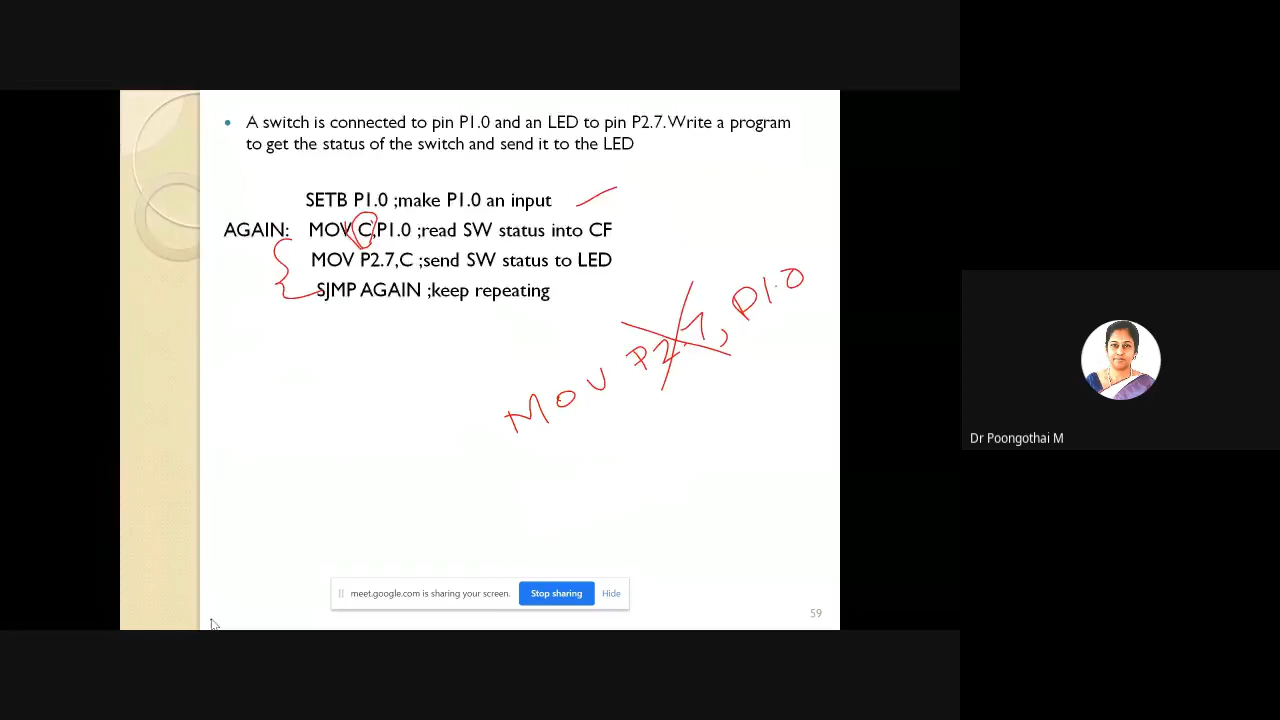 • A switch is connected to pin P1.0 and an LED to pin P2.7. Write a program
to get the status of the switch and send it to the LED
SETB P1.0 ;make P1.0 an input
AGAIN: MOV C,P1.0 ;read SW status into CF
MOV P2.7,C ;send SW status to LED
SJMP AGAIN ;keep repeating
MOV P2.7, P1.0
meet.google.com is sharing your screen. Stop sharing Hide
59
Dr Poongothai M